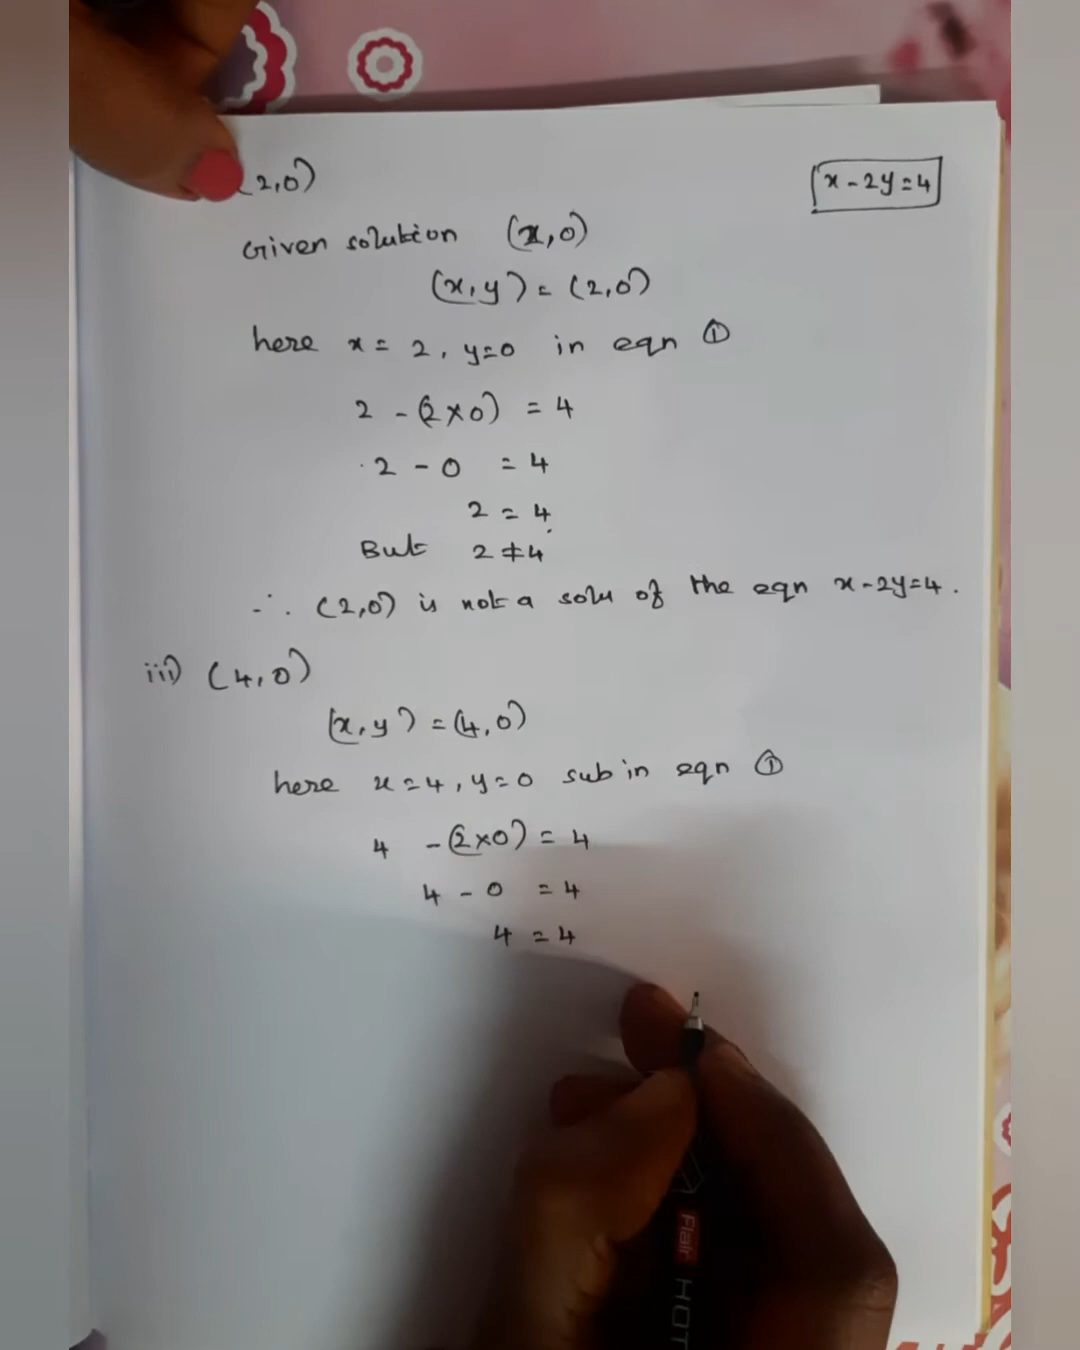 (2,0)
x - 2y = 4
Given solution (x,0)
(x,y) = (2,0)
here x = 2, y=0 in eqn ①
2 - (2×0) = 4
2 - 0 = 4
2 = 4
But 2 ≠ 4
∴ (2,0) is not a solu of the eqn x-2y=4.
iii) (4,0)
(x,y) = (4,0)
here x=4, y=0 sub in eqn ①
4 - (2×0) = 4
4 - 0 = 4
4 = 4
Flair HOT